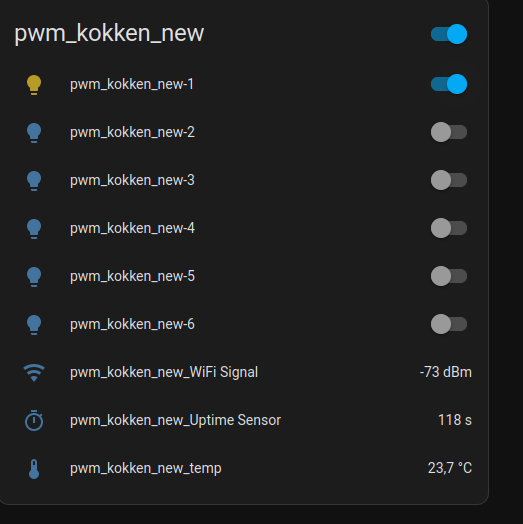 pwm_kokken_new
pwm_kokken_new-1
pwm_kokken_new-2
pwm_kokken_new-3
pwm_kokken_new-4
pwm_kokken_new-5
pwm_kokken_new-6
pwm_kokken_new_WiFi Signal -73 dBm
pwm_kokken_new_Uptime Sensor 118 s
pwm_kokken_new_temp 23,7 °C